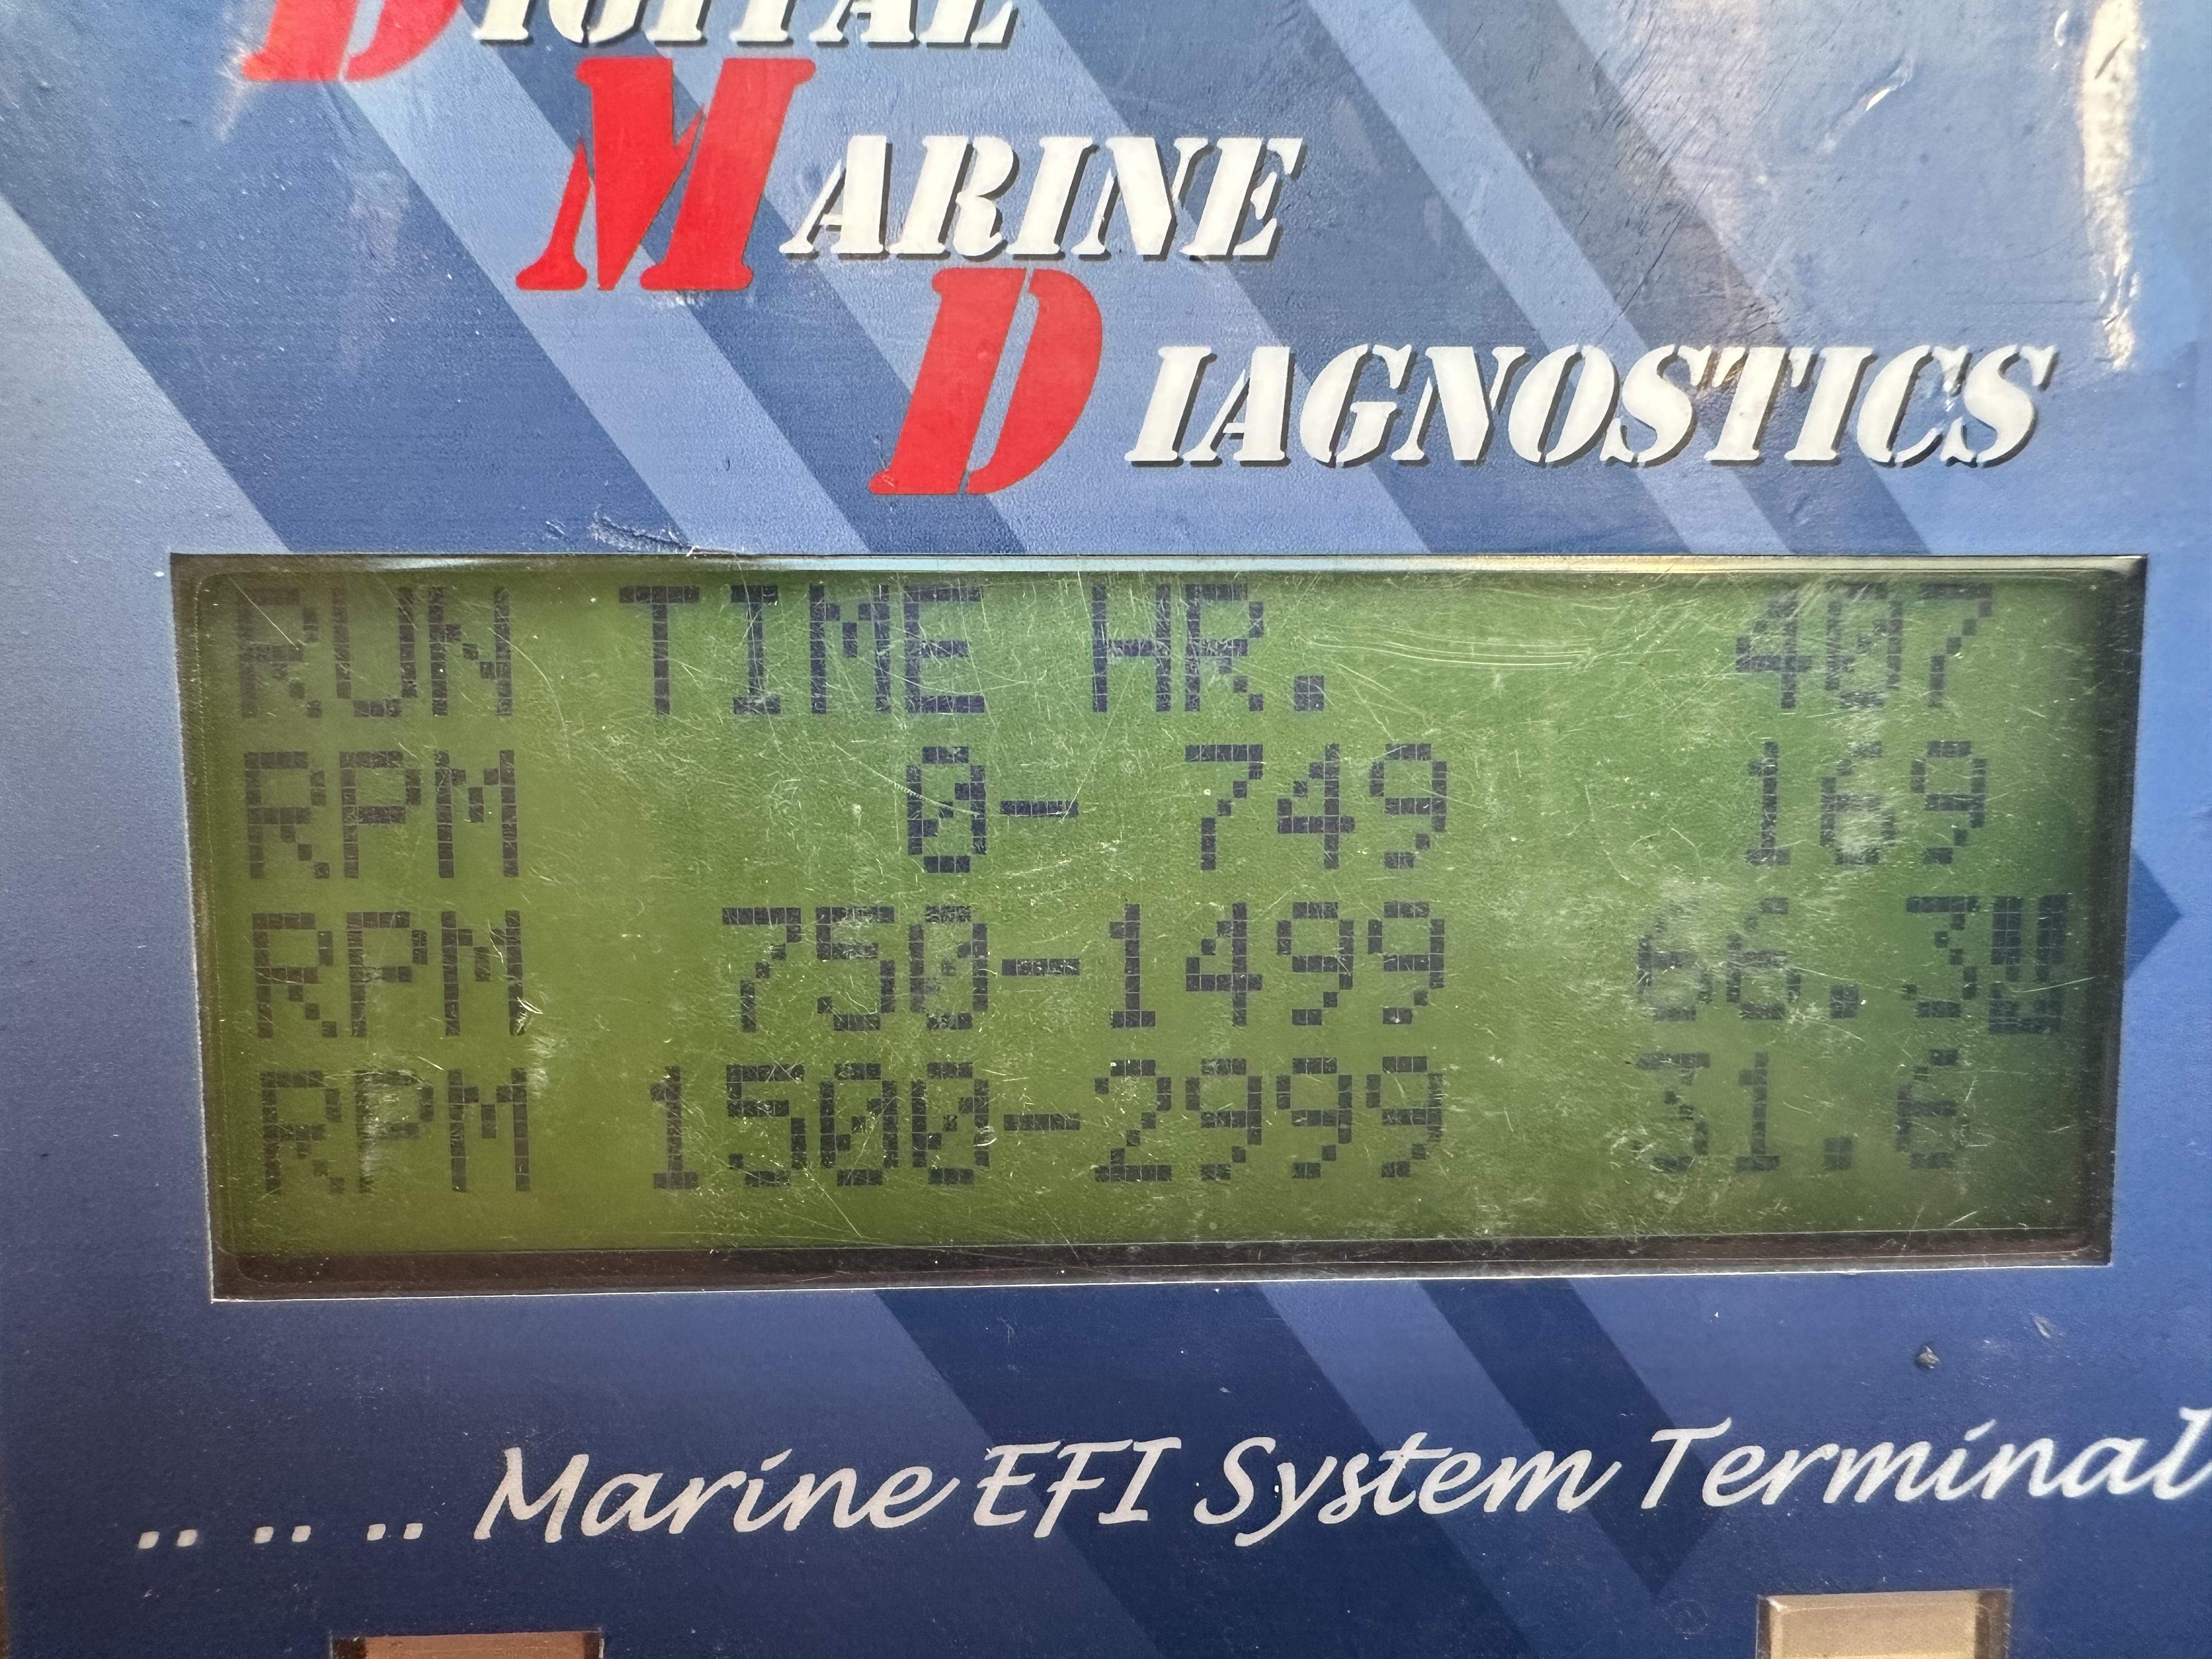 DIGITAL
MARINE
DIAGNOSTICS
RUN TIME HR. 407
RPM 0- 749 169
RPM 750-1499 66.3
RPM 1500-2999 31.6
.. .. .. Marine EFI System Terminal